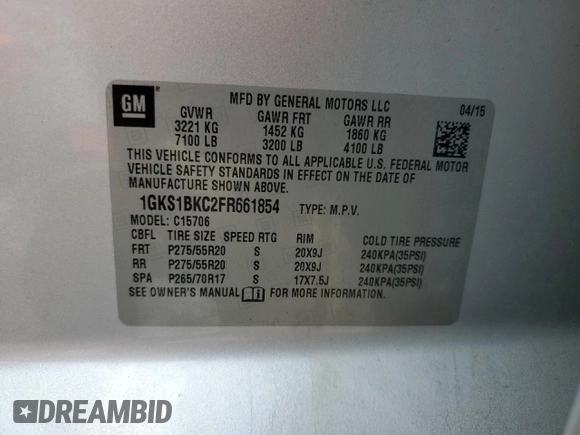 GM
MFD BY GENERAL MOTORS LLC
04/15
GVWR GAWR FRT GAWR RR
3221 KG 1452 KG 1860 KG
7100 LB 3200 LB 4100 LB
THIS VEHICLE CONFORMS TO ALL APPLICABLE U.S. FEDERAL MOTOR
VEHICLE SAFETY STANDARDS IN EFFECT ON THE DATE OF
MANUFACTURE SHOWN ABOVE.
1GKS1BKC2FR661854 TYPE: M.P.V.
MODEL: C15706
CBFL TIRE SIZE SPEED RTG RIM COLD TIRE PRESSURE
FRT P275/55R20 S 20X9J 240KPA(35PSI)
RR P275/55R20 S 20X9J 240KPA(35PSI)
SPA P265/70R17 S 17X7.5J 240KPA(35PSI)
SEE OWNER'S MANUAL FOR MORE INFORMATION.
DREAMBID